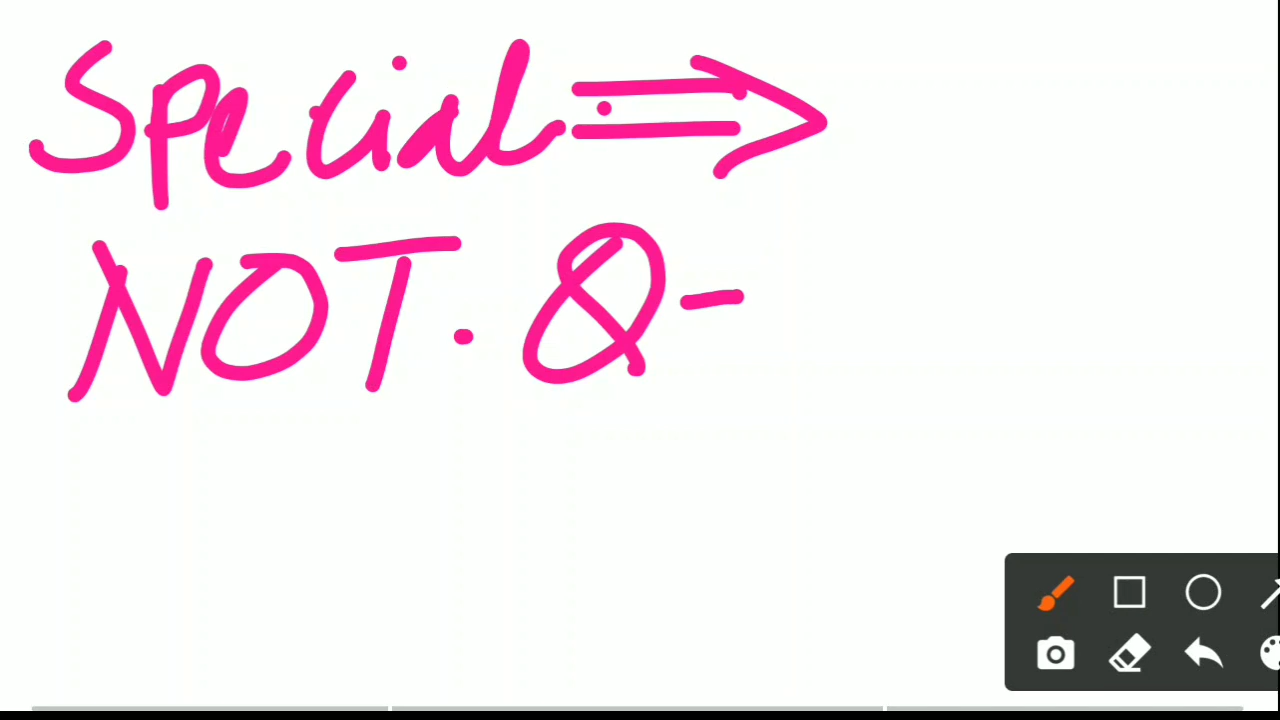 Special ⇒
NOT. & -